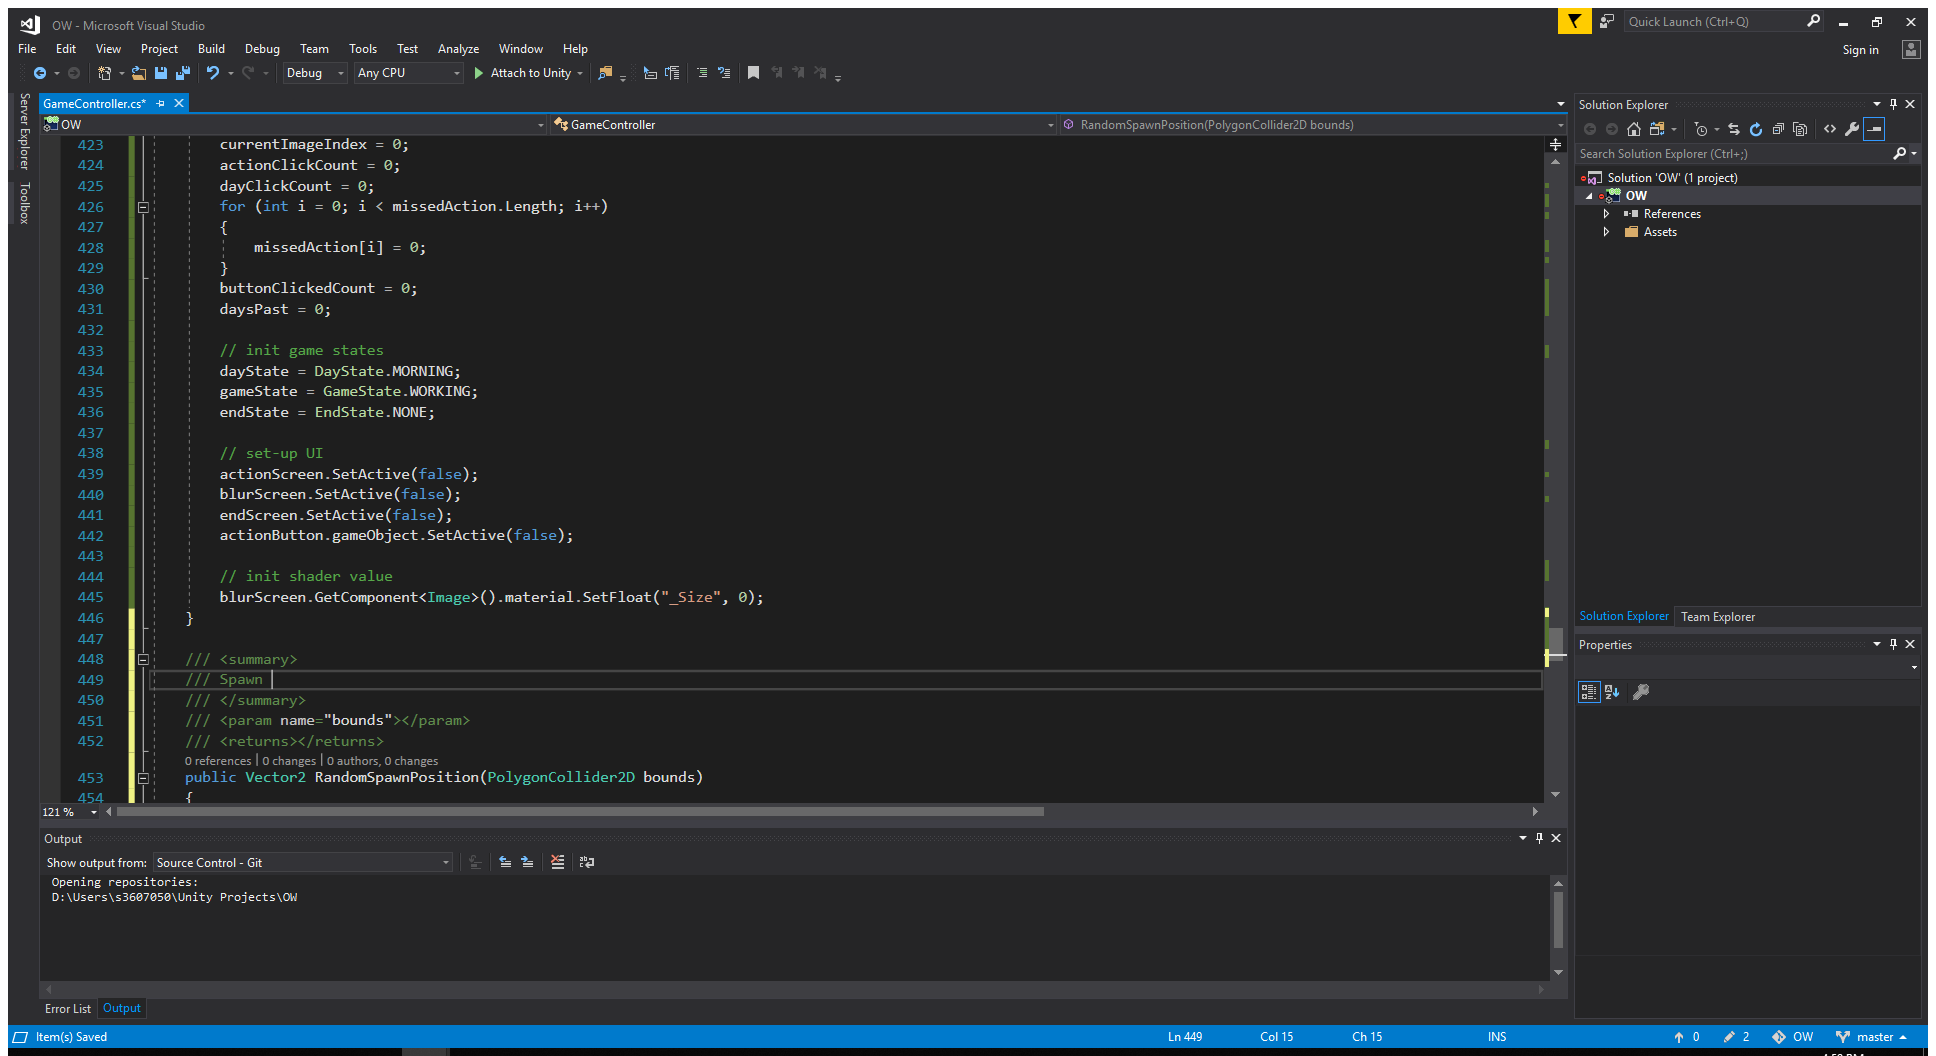 OW - Microsoft Visual Studio
Quick Launch (Ctrl+Q)
File Edit View Project Build Debug Team Tools Test Analyze Window Help
Sign in
Debug Any CPU Attach to Unity
Server Explorer
Toolbox
GameController.cs*
OW GameController RandomSpawnPosition(PolygonCollider2D bounds)
423 currentImageIndex = 0;
424 actionClickCount = 0;
425 dayClickCount = 0;
426 for (int i = 0; i < missedAction.Length; i++)
427 {
428 missedAction[i] = 0;
429 }
430 buttonClickedCount = 0;
431 daysPast = 0;
432
433 // init game states
434 dayState = DayState.MORNING;
435 gameState = GameState.WORKING;
436 endState = EndState.NONE;
437
438 // set-up UI
439 actionScreen.SetActive(false);
440 blurScreen.SetActive(false);
441 endScreen.SetActive(false);
442 actionButton.gameObject.SetActive(false);
443
444 // init shader value
445 blurScreen.GetComponent<Image>().material.SetFloat("_Size", 0);
446 }
447
448 /// <summary>
449 /// Spawn
450 /// </summary>
451 /// <param name="bounds"></param>
452 /// <returns></returns>
0 references | 0 changes | 0 authors, 0 changes
453 public Vector2 RandomSpawnPosition(PolygonCollider2D bounds)
454 {
121 %
Output
Show output from: Source Control - Git
Opening repositories:
D:\Users\s3607050\Unity Projects\OW
Error List Output
Solution Explorer
Search Solution Explorer (Ctrl+;)
Solution 'OW' (1 project)
OW
References
Assets
Solution Explorer Team Explorer
Properties
Item(s) Saved Ln 449 Col 15 Ch 15 INS 0 2 OW master